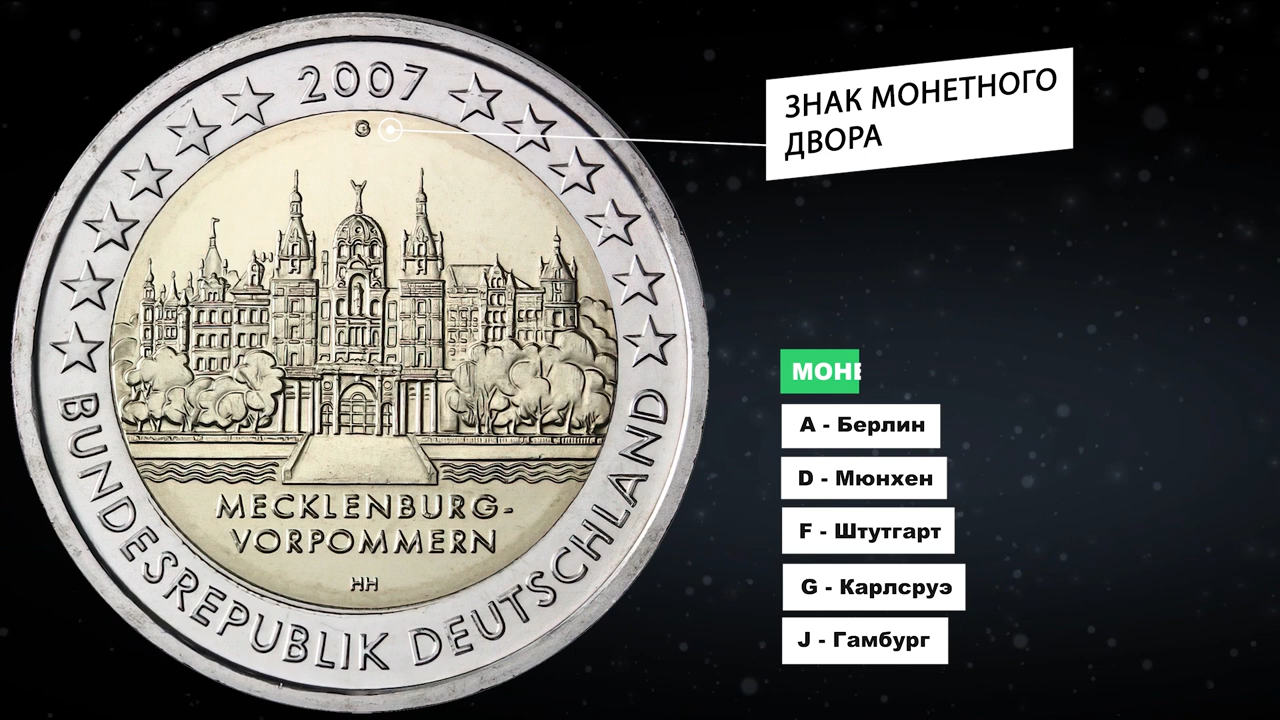 2007
G
MECKLENBURG-
VORPOMMERN
HH
BUNDESREPUBLIK DEUTSCHLAND
ЗНАК МОНЕТНОГО
ДВОРА
МОНЕ
A - Берлин
D - Мюнхен
F - Штутгарт
G - Карлсруэ
J - Гамбург